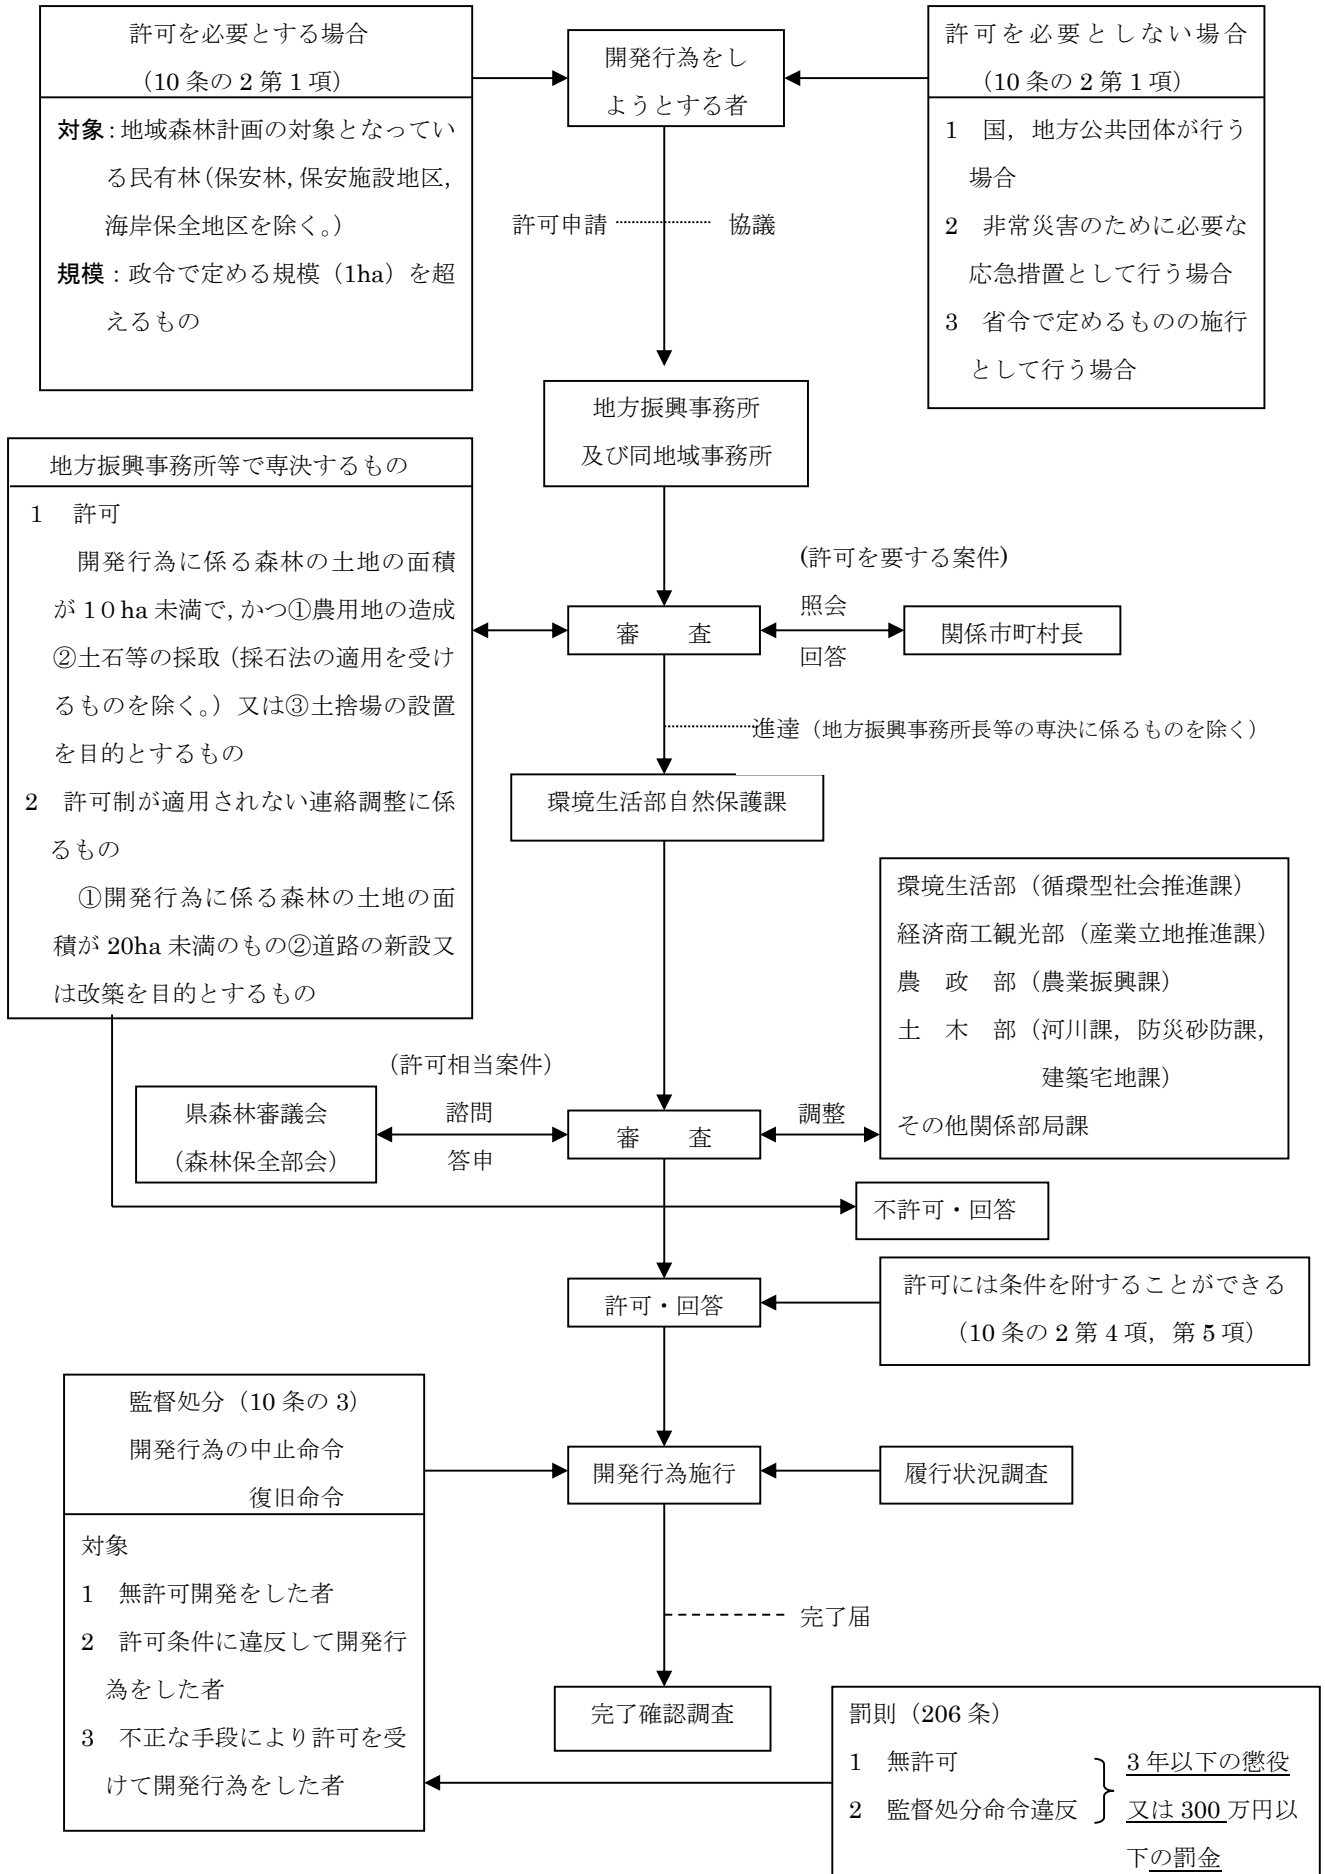 許可を必要とする場合
（10 条の 2 第 1 項）
対象：地域森林計画の対象となってい
る民有林（保安林，保安施設地区，
海岸保全地区を除く。）
規模：政令で定める規模（1ha）を超
えるもの
開発行為をし
ようとする者
許可を必要としない場合
（10 条の 2 第 1 項）
1　国，地方公共団体が行う
場合
2　非常災害のために必要な
応急措置として行う場合
3　省令で定めるものの施行
として行う場合
許可申請　協議
地方振興事務所
及び同地域事務所
地方振興事務所等で専決するもの
1　許可
開発行為に係る森林の土地の面積
が１０ha 未満で，かつ①農用地の造成
②土石等の採取（採石法の適用を受け
るものを除く。）又は③土捨場の設置
を目的とするもの
2　許可制が適用されない連絡調整に係
るもの
①開発行為に係る森林の土地の面
積が 20ha 未満のもの②道路の新設又
は改築を目的とするもの
(許可を要する案件)
照会
審　　査
関係市町村長
回答
進達（地方振興事務所長等の専決に係るものを除く）
環境生活部自然保護課
環境生活部（循環型社会推進課）
経済商工観光部（産業立地推進課）
農　政　部（農業振興課）
土　木　部（河川課，防災砂防課，
建築宅地課）
その他関係部局課
(許可相当案件）
県森林審議会
（森林保全部会）
諮問
答申
審　　査
調整
不許可・回答
許可・回答
許可には条件を附することができる
（10 条の 2 第 4 項，第 5 項）
監督処分（10 条の 3）
開発行為の中止命令
復旧命令
対象
1　無許可開発をした者
2　許可条件に違反して開発行
為をした者
3　不正な手段により許可を受
けて開発行為をした者
開発行為施行
履行状況調査
完了届
完了確認調査
罰則（206 条）
1　無許可
2　監督処分命令違反
3 年以下の懲役
又は 300 万円以
下の罰金